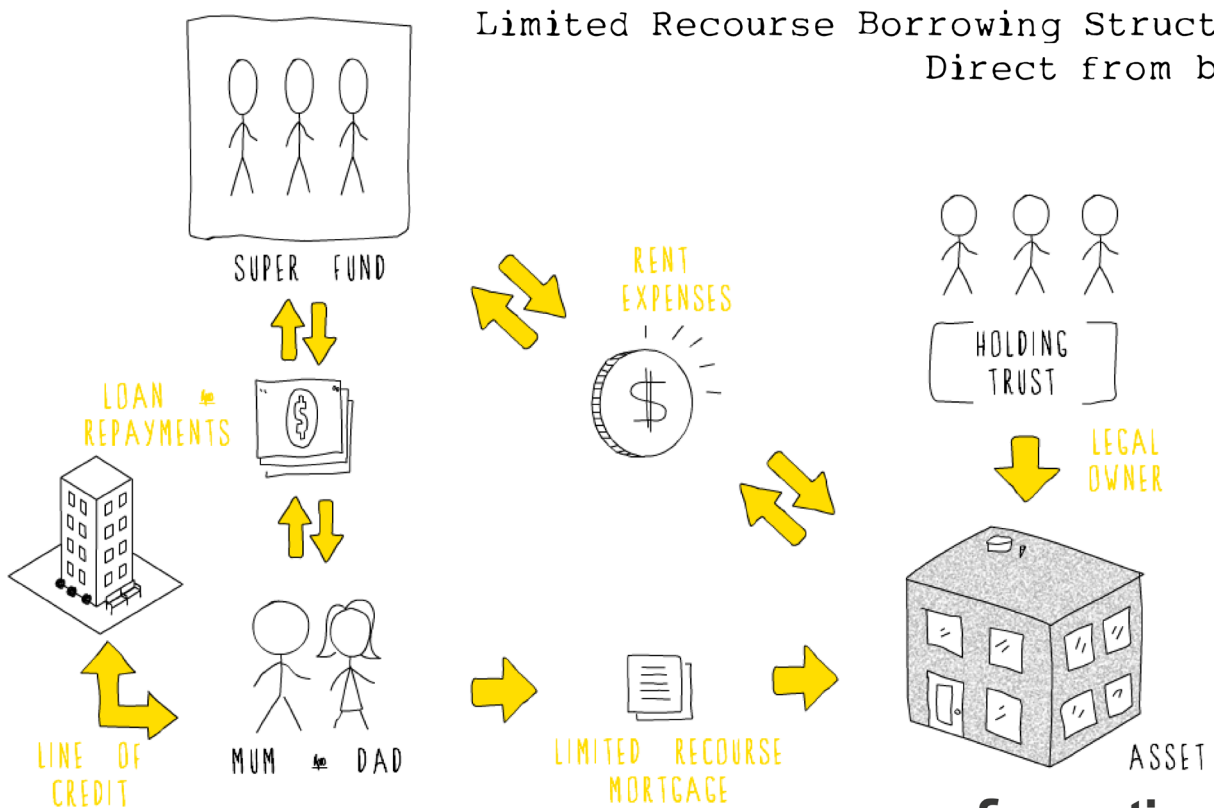 Limited Recourse Borrowing Struct
Direct from b
SUPER FUND
RENT
EXPENSES
HOLDING
TRUST
LOAN &
REPAYMENTS
LEGAL
OWNER
LINE OF
CREDIT
MUM & DAD
LIMITED RECOURSE
MORTGAGE
ASSET